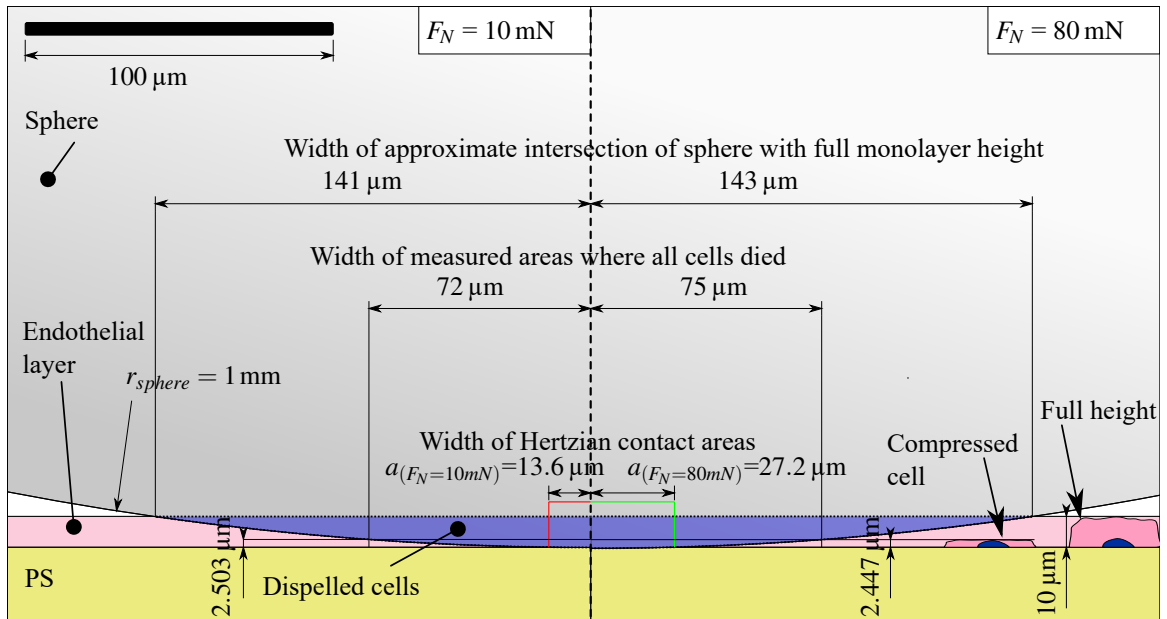 F_N = 10 mN
F_N = 80 mN
100 µm
Sphere
Width of approximate intersection of sphere with full monolayer height
141 µm
143 µm
Width of measured areas where all cells died
72 µm
75 µm
Endothelial
layer
r_sphere = 1 mm
Full height
Width of Hertzian contact areas
Compressed
cell
a_(F_N=10mN)=13.6 µm
a_(F_N=80mN)=27.2 µm
2.503 µm
2.447 µm
10 µm
PS
Dispelled cells